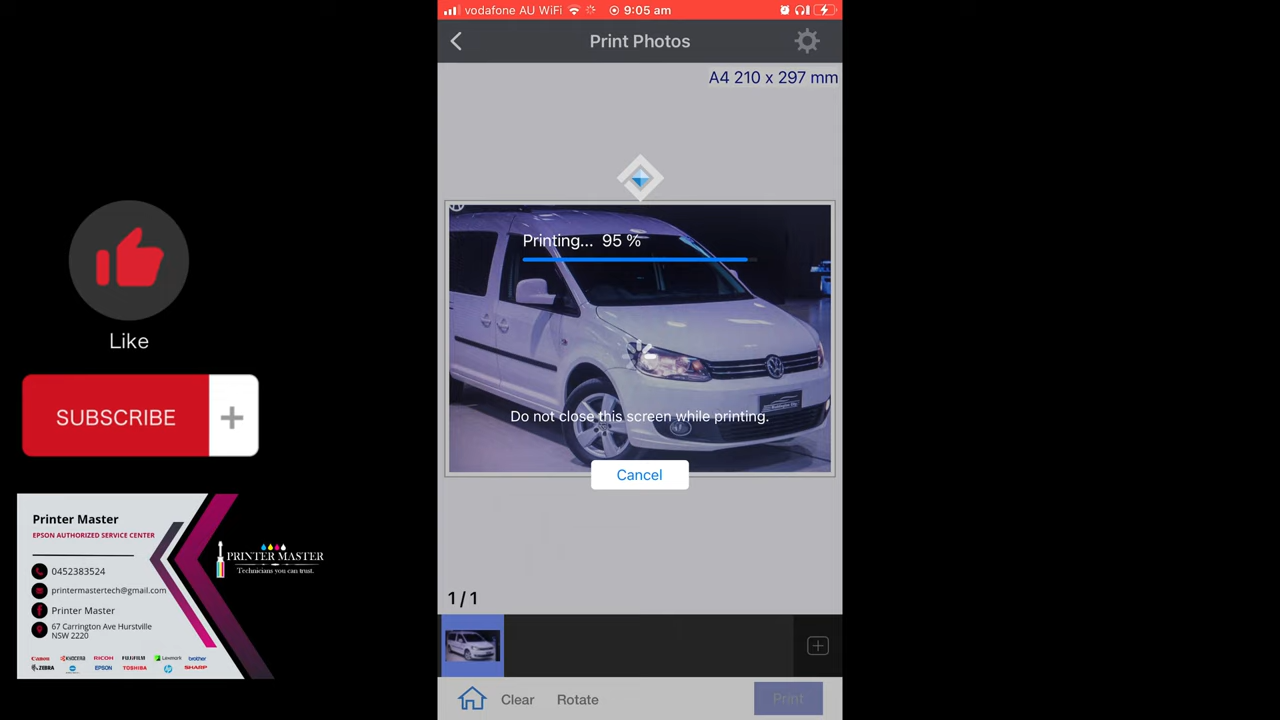 vodafone AU WiFi 9:05 am
Print Photos
A4 210 x 297 mm
Printing... 95 %
Do not close this screen while printing.
Cancel
1/1
Clear Rotate Print
Like
SUBSCRIBE
Printer Master
EPSON AUTHORIZED SERVICE CENTER
0452383524
printermastertech@gmail.com
Printer Master
67 Carrington Ave Hurstville
NSW 2220
Canon KYOCERA RICOH FUJIFILM Lexmark brother
ZEBRA EPSON TOSHIBA hp SHARP
PRINTER MASTER
Technicians you can trust.